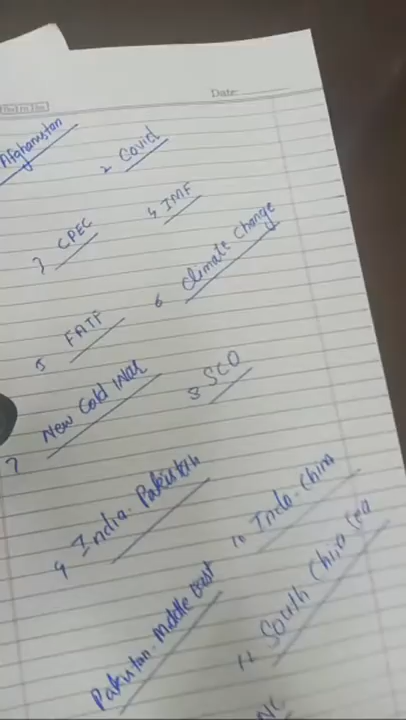 Date:
Afghanistan
2 Covid
3 CPEC
4 IMF
5 FATF
6 Climate Change
7 New Cold War
8 SCO
9 India-Pakistan
10 Indo-China
Pakistan-Middle East
12 South China Sea